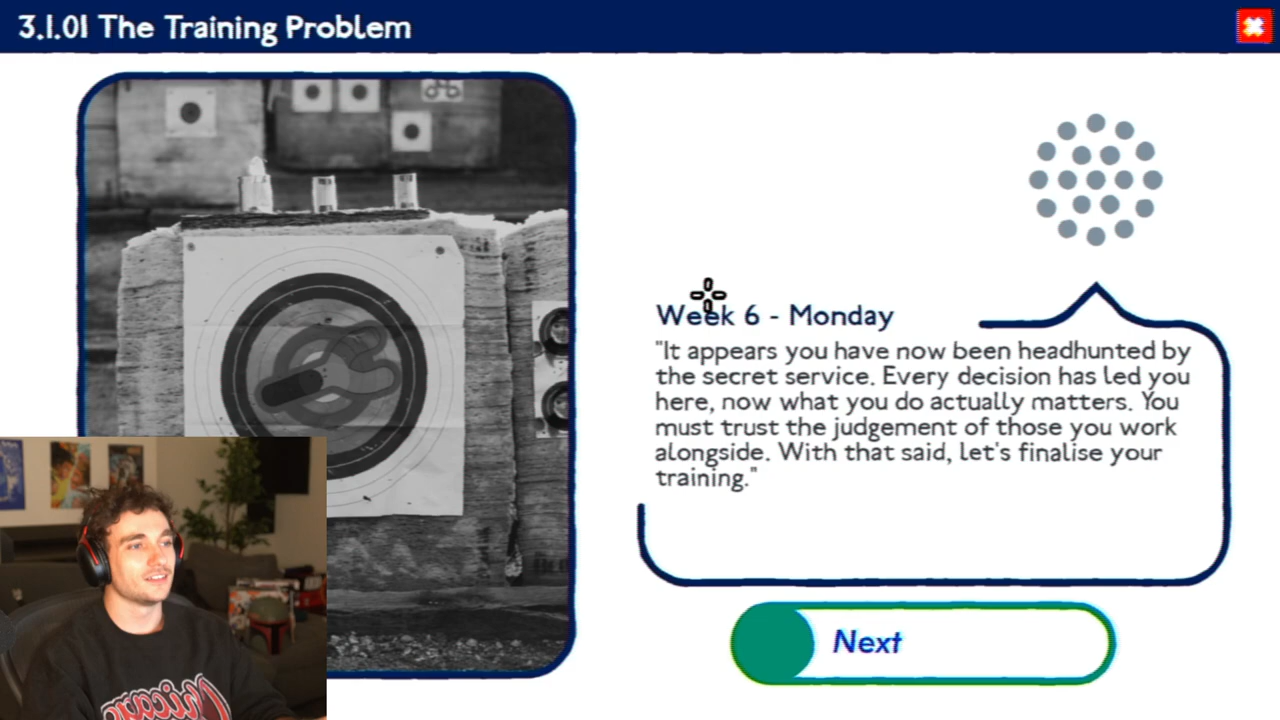 3.1.01 The Training Problem
Week 6 - Monday
"It appears you have now been headhunted by
the secret service. Every decision has led you
here, now what you do actually matters. You
must trust the judgement of those you work
alongside. With that said, let's finalise your
training."
Next
Chicago